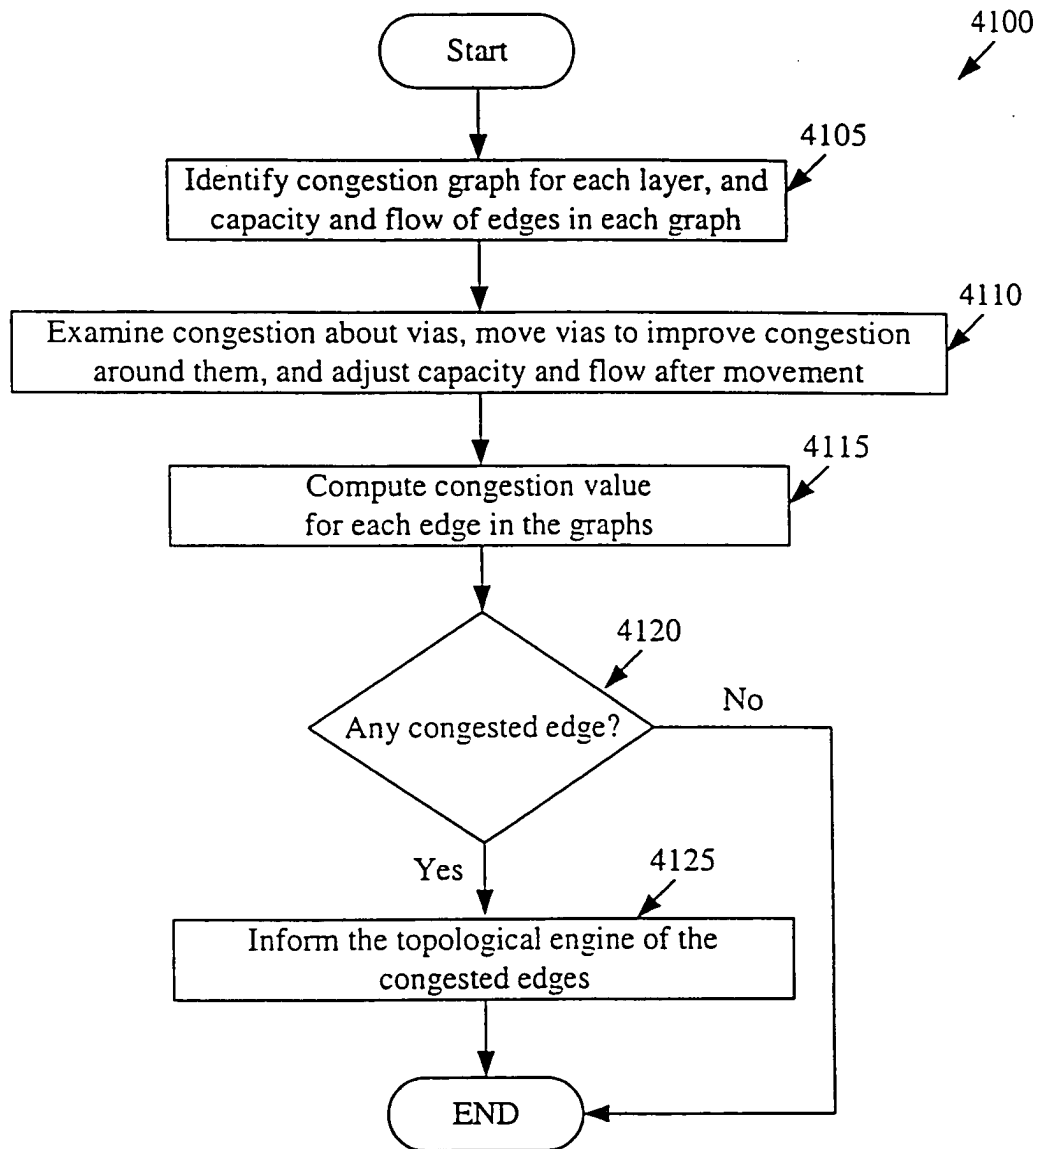 4100
Start
4105
Identify congestion graph for each layer, and
capacity and flow of edges in each graph
4110
Examine congestion about vias, move vias to improve congestion
around them, and adjust capacity and flow after movement
4115
Compute congestion value
for each edge in the graphs
4120
No
Any congested edge?
Yes
4125
Inform the topological engine of the
congested edges
END